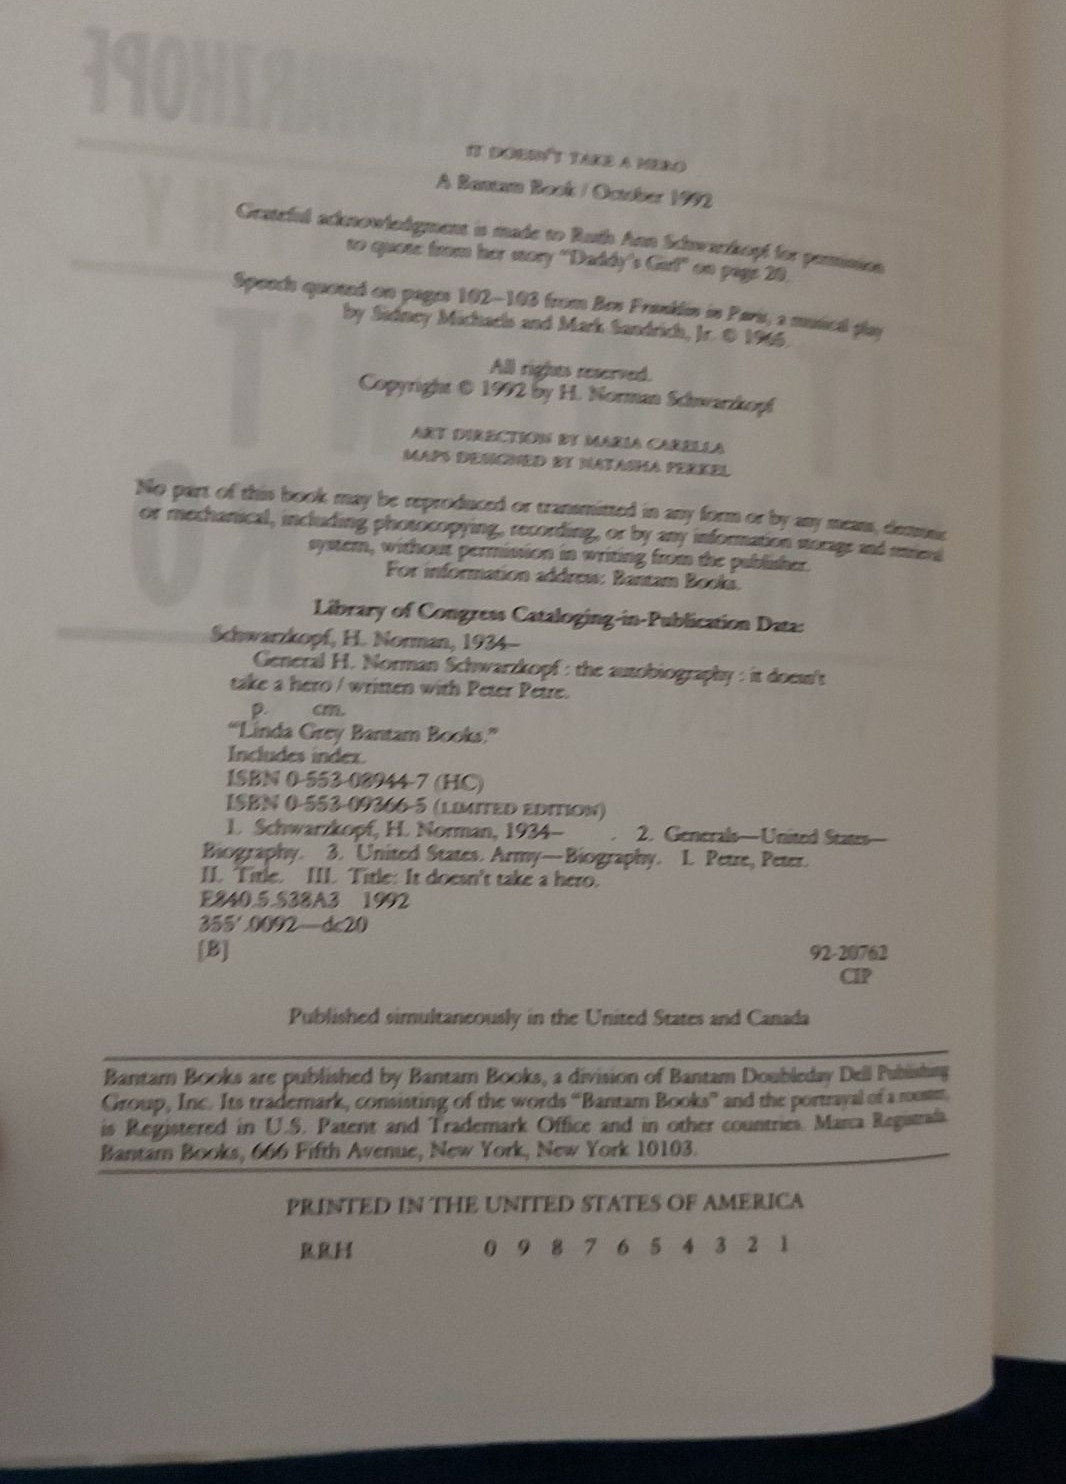 IT DOESN'T TAKE A HERO
A Bantam Book / October 1992
Grateful acknowledgment is made to Ruth Ann Schwarzkopf for permission
to quote from her story "Daddy's Girl" on page 20.
Speech quoted on pages 102–103 from Ben Franklin in Paris, a musical play
by Sidney Michaels and Mark Sandrich, Jr. © 1965.
All rights reserved.
Copyright © 1992 by H. Norman Schwarzkopf
ART DIRECTION BY MARIA CARELLA
MAPS DESIGNED BY NATASHA PERKEL
No part of this book may be reproduced or transmitted in any form or by any means, electronic
or mechanical, including photocopying, recording, or by any information storage and retrieval
system, without permission in writing from the publisher.
For information address: Bantam Books.
Library of Congress Cataloging-in-Publication Data:
Schwarzkopf, H. Norman, 1934–
General H. Norman Schwarzkopf : the autobiography : it doesn't
take a hero / written with Peter Petre.
p. cm.
"Linda Grey Bantam Books."
Includes index.
ISBN 0-553-08944-7 (HC)
ISBN 0-553-09366-5 (LIMITED EDITION)
1. Schwarzkopf, H. Norman, 1934– . 2. Generals—United States—
Biography. 3. United States. Army—Biography. I. Petre, Peter.
II. Title. III. Title: It doesn't take a hero.
E840.5.S38A3 1992
355'.0092—dc20
[B] 92-20762
CIP
Published simultaneously in the United States and Canada
Bantam Books are published by Bantam Books, a division of Bantam Doubleday Dell Publishing
Group, Inc. Its trademark, consisting of the words "Bantam Books" and the portrayal of a rooster,
is Registered in U.S. Patent and Trademark Office and in other countries. Marca Registrada.
Bantam Books, 666 Fifth Avenue, New York, New York 10103.
PRINTED IN THE UNITED STATES OF AMERICA
RRH 0 9 8 7 6 5 4 3 2 1